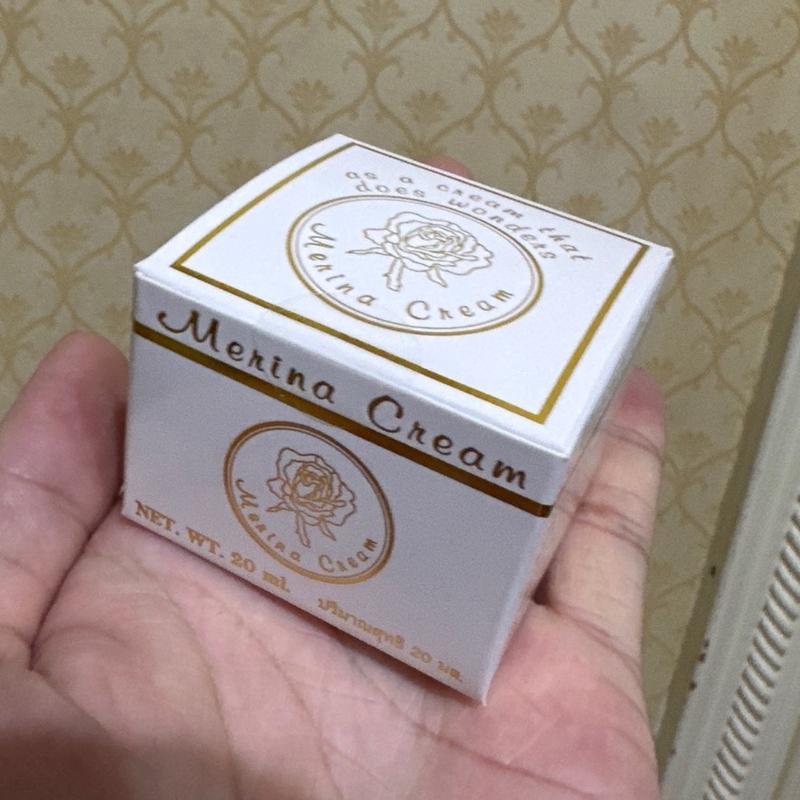 as a cream that
does wonders
Merina Cream
Merina Cream
Merina Cream
NET. WT. 20 ml.
ปริมาณสุทธิ 20 มล.